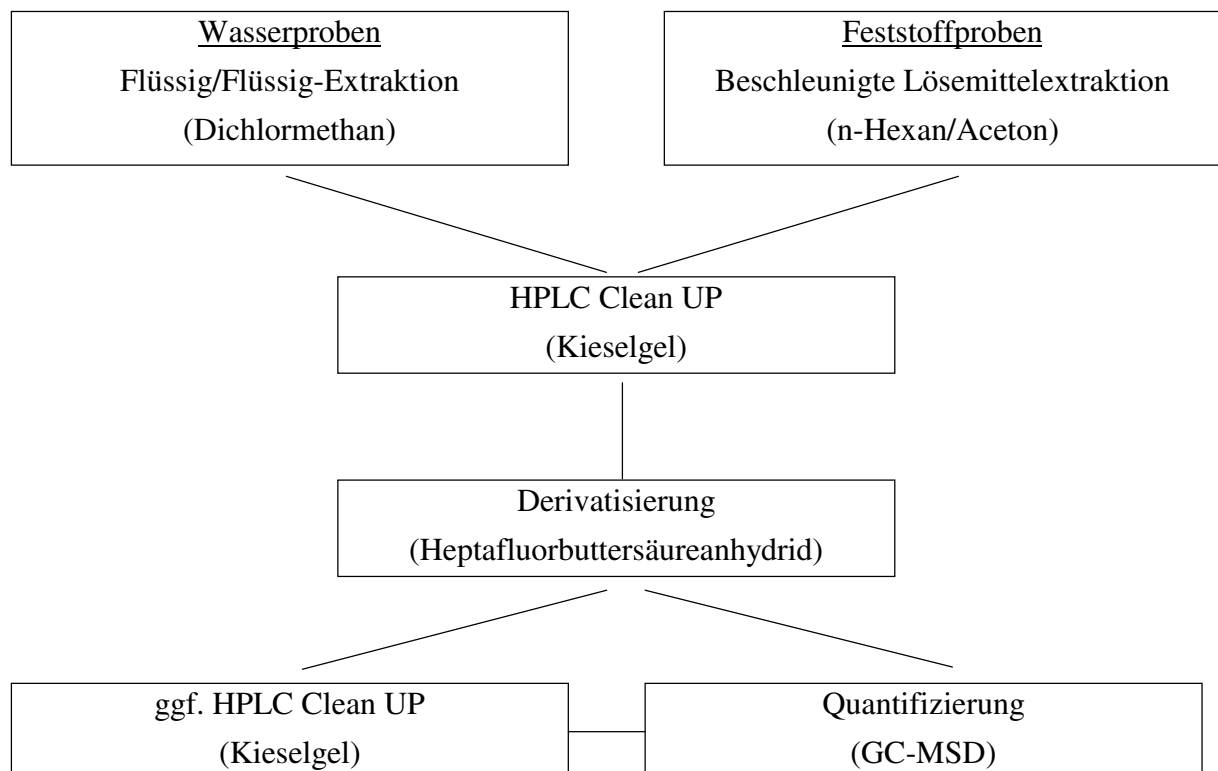 Wasserproben
Flüssig/Flüssig-Extraktion
(Dichlormethan)
Feststoffproben
Beschleunigte Lösemittelextraktion
(n-Hexan/Aceton)
HPLC Clean UP
(Kieselgel)
Derivatisierung
(Heptafluorbuttersäureanhydrid)
ggf. HPLC Clean UP
(Kieselgel)
Quantifizierung
(GC-MSD)